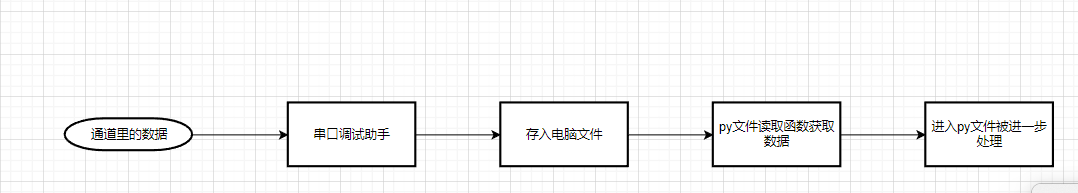 通道里的数据
串口调试助手
存入电脑文件
py文件读取函数获取
数据
进入py文件被进一步
处理